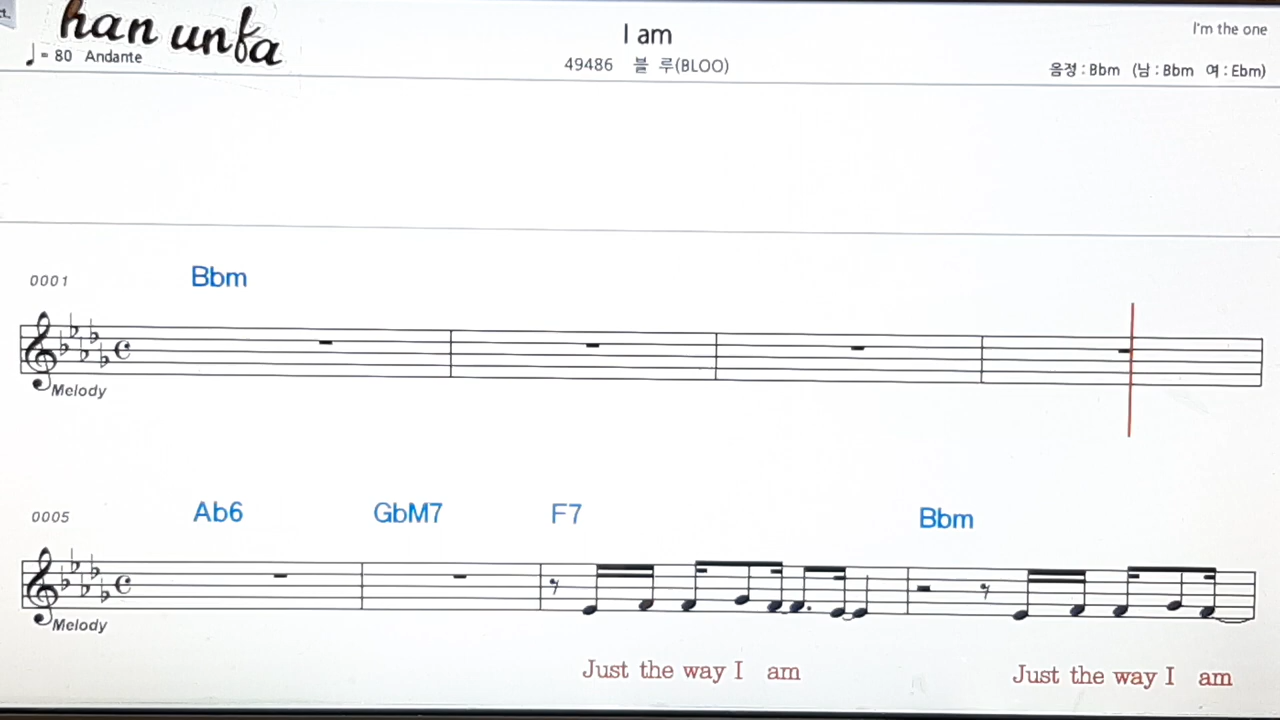 han unfa
♩= 80 Andante
I am
49486 블 루(BLOO)
I'm the one
음정 : Bbm (남 : Bbm 여 : Ebm)
0001
Bbm
Melody
0005
Ab6 GbM7 F7 Bbm
Melody
Just the way I am Just the way I am